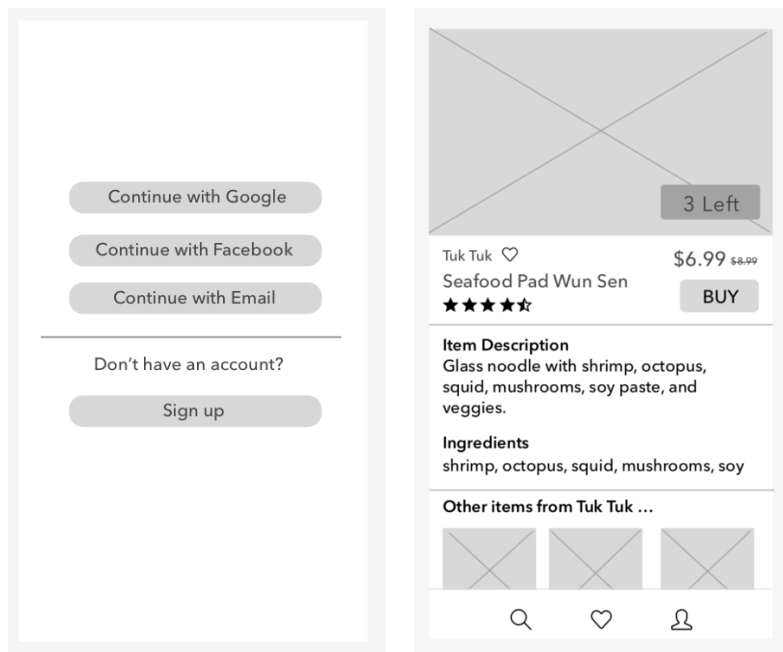 Continue with Google
Continue with Facebook
Continue with Email
Don’t have an account?
Sign up
3 Left
Tuk Tuk
$6.99 $8.99
Seafood Pad Wun Sen
BUY
Item Description
Glass noodle with shrimp, octopus,
squid, mushrooms, soy paste, and
veggies.
Ingredients
shrimp, octopus, squid, mushrooms, soy
Other items from Tuk Tuk ...